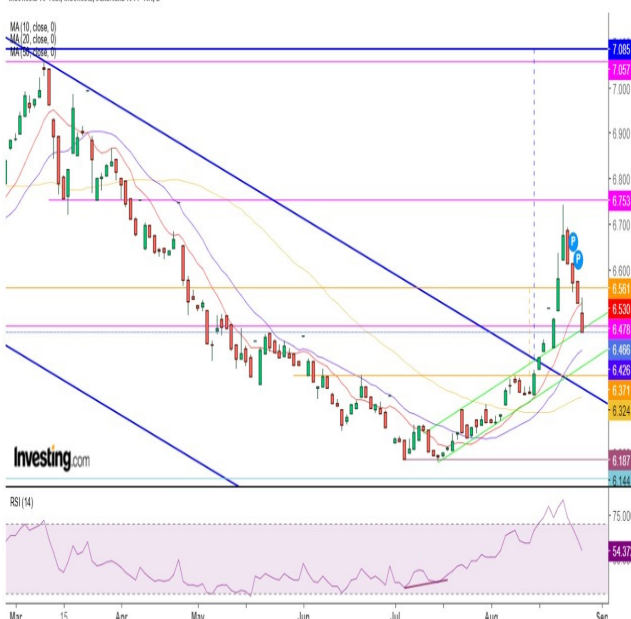 MA (10, close, 0)
MA (20, close, 0)
MA (50, close, 0)
7.085
7.057
7.000
6.900
6.800
6.753
6.700
P
P
6.600
6.561
6.530
6.478
6.466
6.426
6.371
6.324
6.187
6.144
Investing.com
RSI (14)
75.000
54.37
Mar
15
Apr
May
Jun
Jul
Aug
Sep